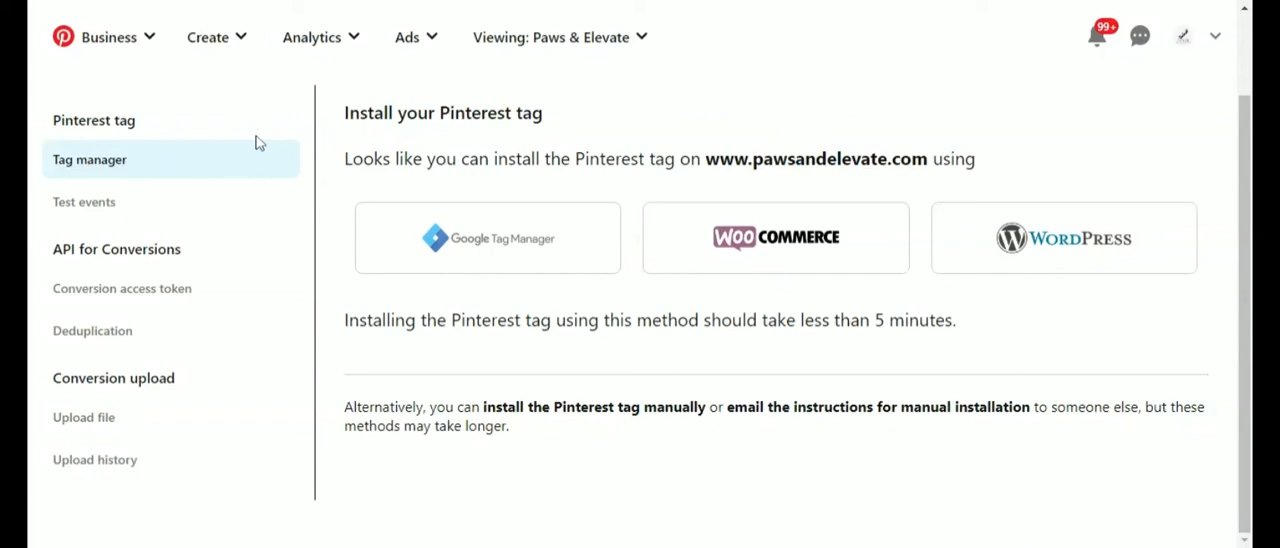 Business Create Analytics Ads Viewing: Paws & Elevate 99+
Pinterest tag
Tag manager
Test events
API for Conversions
Conversion access token
Deduplication
Conversion upload
Upload file
Upload history
Install your Pinterest tag
Looks like you can install the Pinterest tag on www.pawsandelevate.com using
Google Tag Manager WOO COMMERCE WORDPRESS
Installing the Pinterest tag using this method should take less than 5 minutes.
Alternatively, you can install the Pinterest tag manually or email the instructions for manual installation to someone else, but these
methods may take longer.